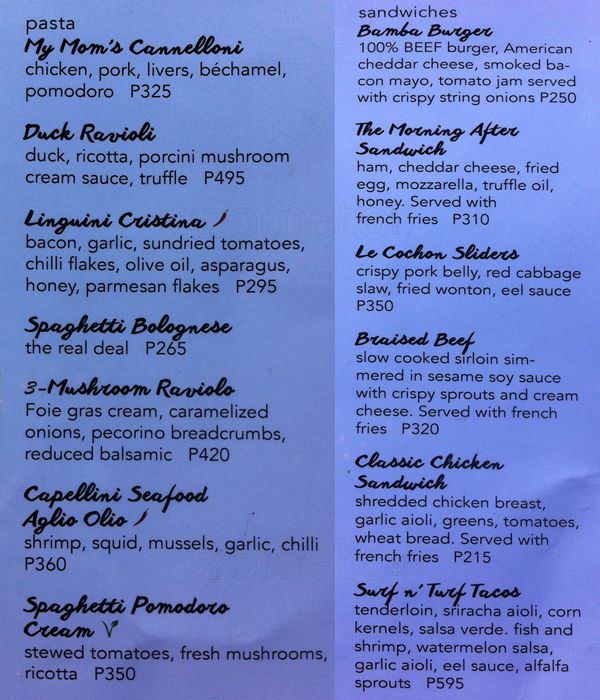 pasta
My Mom's Cannelloni
chicken, pork, livers, béchamel,
pomodoro P325
Duck Ravioli
duck, ricotta, porcini mushroom
cream sauce, truffle P495
Linguini Cristina
bacon, garlic, sundried tomatoes,
chilli flakes, olive oil, asparagus,
honey, parmesan flakes P295
Spaghetti Bolognese
the real deal P265
3-Mushroom Raviolo
Foie gras cream, caramelized
onions, pecorino breadcrumbs,
reduced balsamic P420
Capellini Seafood
Aglio Olio
shrimp, squid, mussels, garlic, chilli
P360
Spaghetti Pomodoro
Cream
stewed tomatoes, fresh mushrooms,
ricotta P350
sandwiches
Bamba Burger
100% BEEF burger, American
cheddar cheese, smoked ba-
con mayo, tomato jam served
with crispy string onions P250
The Morning After
Sandwich
ham, cheddar cheese, fried
egg, mozzarella, truffle oil,
honey. Served with
french fries P310
Le Cochon Sliders
crispy pork belly, red cabbage
slaw, fried wonton, eel sauce
P350
Braised Beef
slow cooked sirloin sim-
mered in sesame soy sauce
with crispy sprouts and cream
cheese. Served with french
fries P320
Classic Chicken
Sandwich
shredded chicken breast,
garlic aioli, greens, tomatoes,
wheat bread. Served with
french fries P215
Surf n' Turf Tacos
tenderloin, sriracha aioli, corn
kernels, salsa verde. fish and
shrimp, watermelon salsa,
garlic aioli, eel sauce, alfalfa
sprouts P595